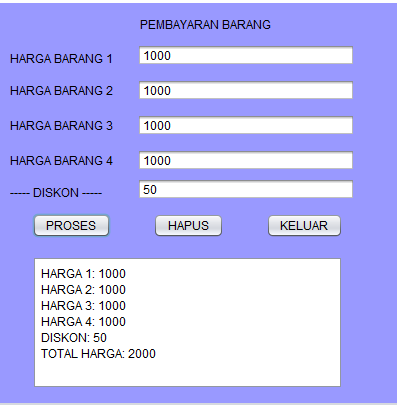 PEMBAYARAN BARANG
HARGA BARANG 1 1000
HARGA BARANG 2 1000
HARGA BARANG 3 1000
HARGA BARANG 4 1000
----- DISKON ----- 50
PROSES HAPUS KELUAR
HARGA 1: 1000
HARGA 2: 1000
HARGA 3: 1000
HARGA 4: 1000
DISKON: 50
TOTAL HARGA: 2000